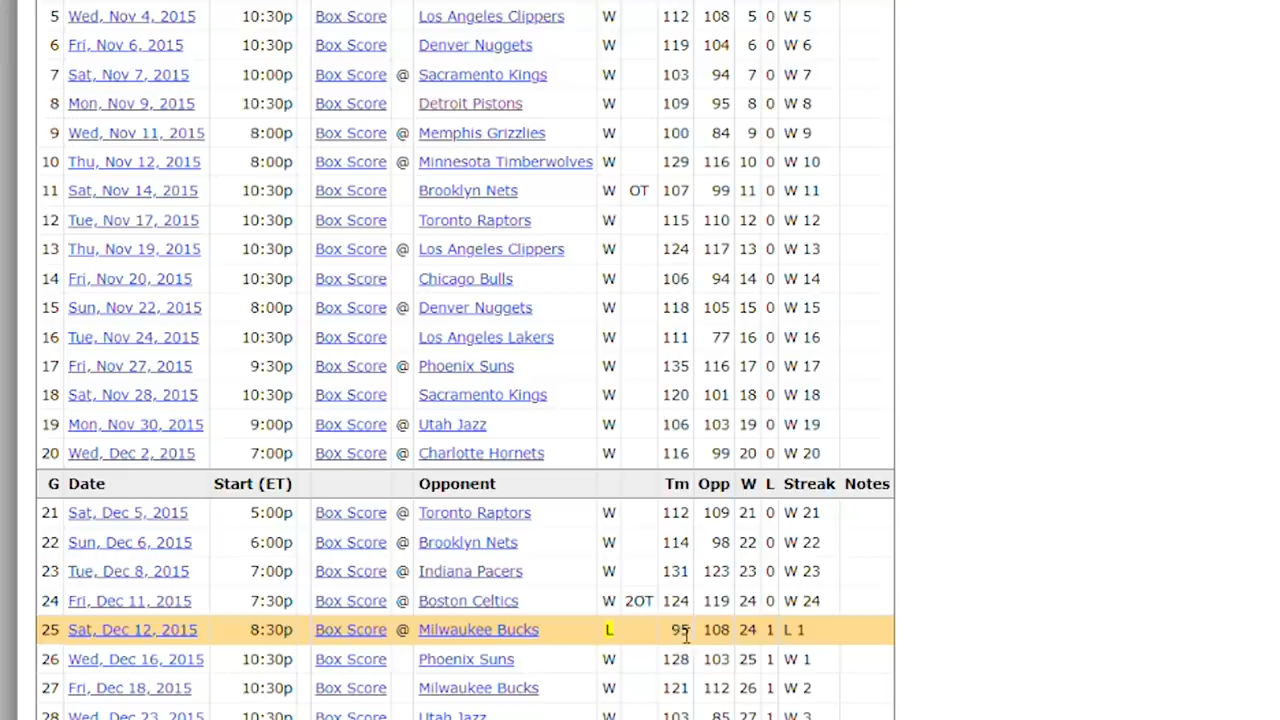 5 Wed, Nov 4, 2015 10:30p Box Score Los Angeles Clippers W 112 108 5 0 W 5
6 Fri, Nov 6, 2015 10:30p Box Score Denver Nuggets W 119 104 6 0 W 6
7 Sat, Nov 7, 2015 10:00p Box Score @ Sacramento Kings W 103 94 7 0 W 7
8 Mon, Nov 9, 2015 10:30p Box Score Detroit Pistons W 109 95 8 0 W 8
9 Wed, Nov 11, 2015 8:00p Box Score @ Memphis Grizzlies W 100 84 9 0 W 9
10 Thu, Nov 12, 2015 8:00p Box Score @ Minnesota Timberwolves W 129 116 10 0 W 10
11 Sat, Nov 14, 2015 10:30p Box Score Brooklyn Nets W OT 107 99 11 0 W 11
12 Tue, Nov 17, 2015 10:30p Box Score Toronto Raptors W 115 110 12 0 W 12
13 Thu, Nov 19, 2015 10:30p Box Score @ Los Angeles Clippers W 124 117 13 0 W 13
14 Fri, Nov 20, 2015 10:30p Box Score Chicago Bulls W 106 94 14 0 W 14
15 Sun, Nov 22, 2015 8:00p Box Score @ Denver Nuggets W 118 105 15 0 W 15
16 Tue, Nov 24, 2015 10:30p Box Score Los Angeles Lakers W 111 77 16 0 W 16
17 Fri, Nov 27, 2015 9:30p Box Score @ Phoenix Suns W 135 116 17 0 W 17
18 Sat, Nov 28, 2015 10:30p Box Score Sacramento Kings W 120 101 18 0 W 18
19 Mon, Nov 30, 2015 9:00p Box Score @ Utah Jazz W 106 103 19 0 W 19
20 Wed, Dec 2, 2015 7:00p Box Score @ Charlotte Hornets W 116 99 20 0 W 20
G Date Start (ET) Opponent Tm Opp W L Streak Notes
21 Sat, Dec 5, 2015 5:00p Box Score @ Toronto Raptors W 112 109 21 0 W 21
22 Sun, Dec 6, 2015 6:00p Box Score @ Brooklyn Nets W 114 98 22 0 W 22
23 Tue, Dec 8, 2015 7:00p Box Score @ Indiana Pacers W 131 123 23 0 W 23
24 Fri, Dec 11, 2015 7:30p Box Score @ Boston Celtics W 2OT 124 119 24 0 W 24
25 Sat, Dec 12, 2015 8:30p Box Score @ Milwaukee Bucks L 95 108 24 1 L 1
26 Wed, Dec 16, 2015 10:30p Box Score Phoenix Suns W 128 103 25 1 W 1
27 Fri, Dec 18, 2015 10:30p Box Score Milwaukee Bucks W 121 112 26 1 W 2
28 Wed, Dec 23, 2015 10:30p Box Score Utah Jazz W 103 85 27 1 W 3